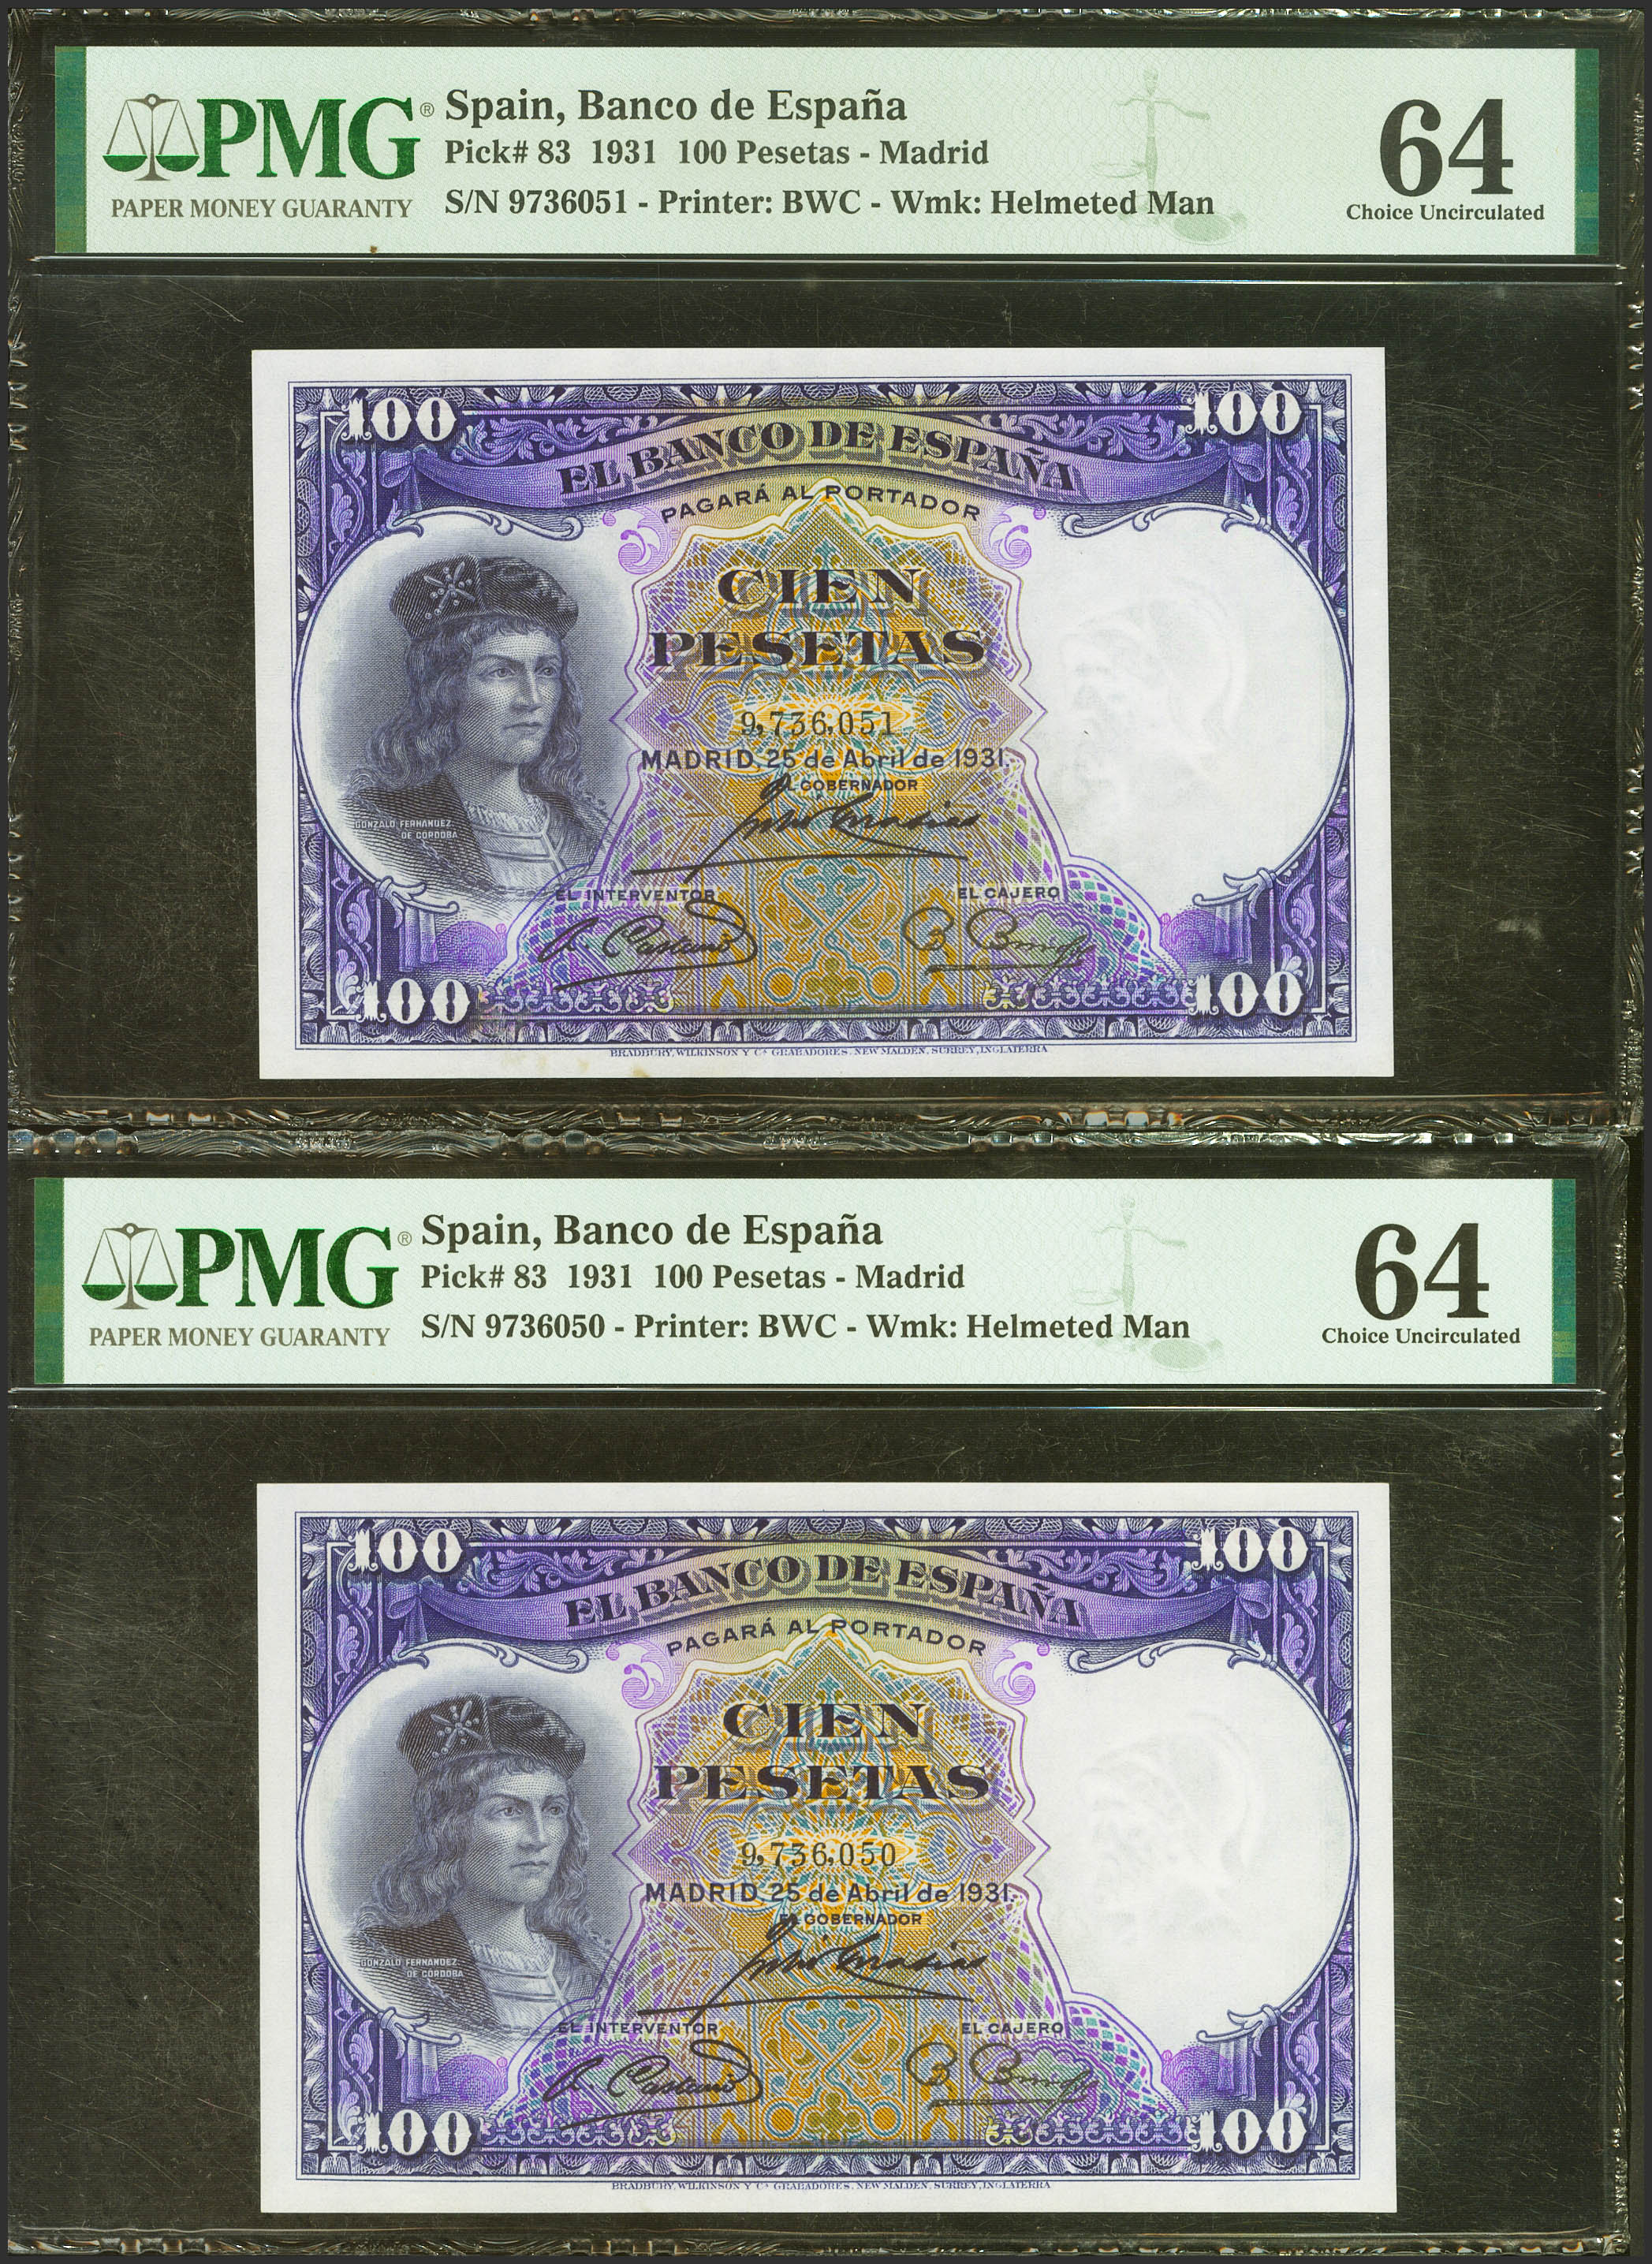 PMG®
PAPER MONEY GUARANTY
Spain, Banco de España
Pick# 83 1931 100 Pesetas - Madrid
S/N 9736051 - Printer: BWC - Wmk: Helmeted Man
64
Choice Uncirculated
100 100
EL BANCO DE ESPAÑA
PAGARÁ AL PORTADOR
CIEN
PESETAS
9,736,051
MADRID, 25 de Abril de 1931.
EL GOBERNADOR
GONZALO FERNANDEZ
DE CORDOBA
EL INTERVENTOR EL CAJERO
100 100
BRADBURY, WILKINSON Y Cª GRABADORES, NEW MALDEN, SURREY, INGLATERRA
PMG®
PAPER MONEY GUARANTY
Spain, Banco de España
Pick# 83 1931 100 Pesetas - Madrid
S/N 9736050 - Printer: BWC - Wmk: Helmeted Man
64
Choice Uncirculated
100 100
EL BANCO DE ESPAÑA
PAGARÁ AL PORTADOR
CIEN
PESETAS
9,736,050
MADRID, 25 de Abril de 1931.
EL GOBERNADOR
GONZALO FERNANDEZ
DE CORDOBA
EL INTERVENTOR EL CAJERO
100 100
BRADBURY, WILKINSON Y Cª GRABADORES, NEW MALDEN, SURREY, INGLATERRA